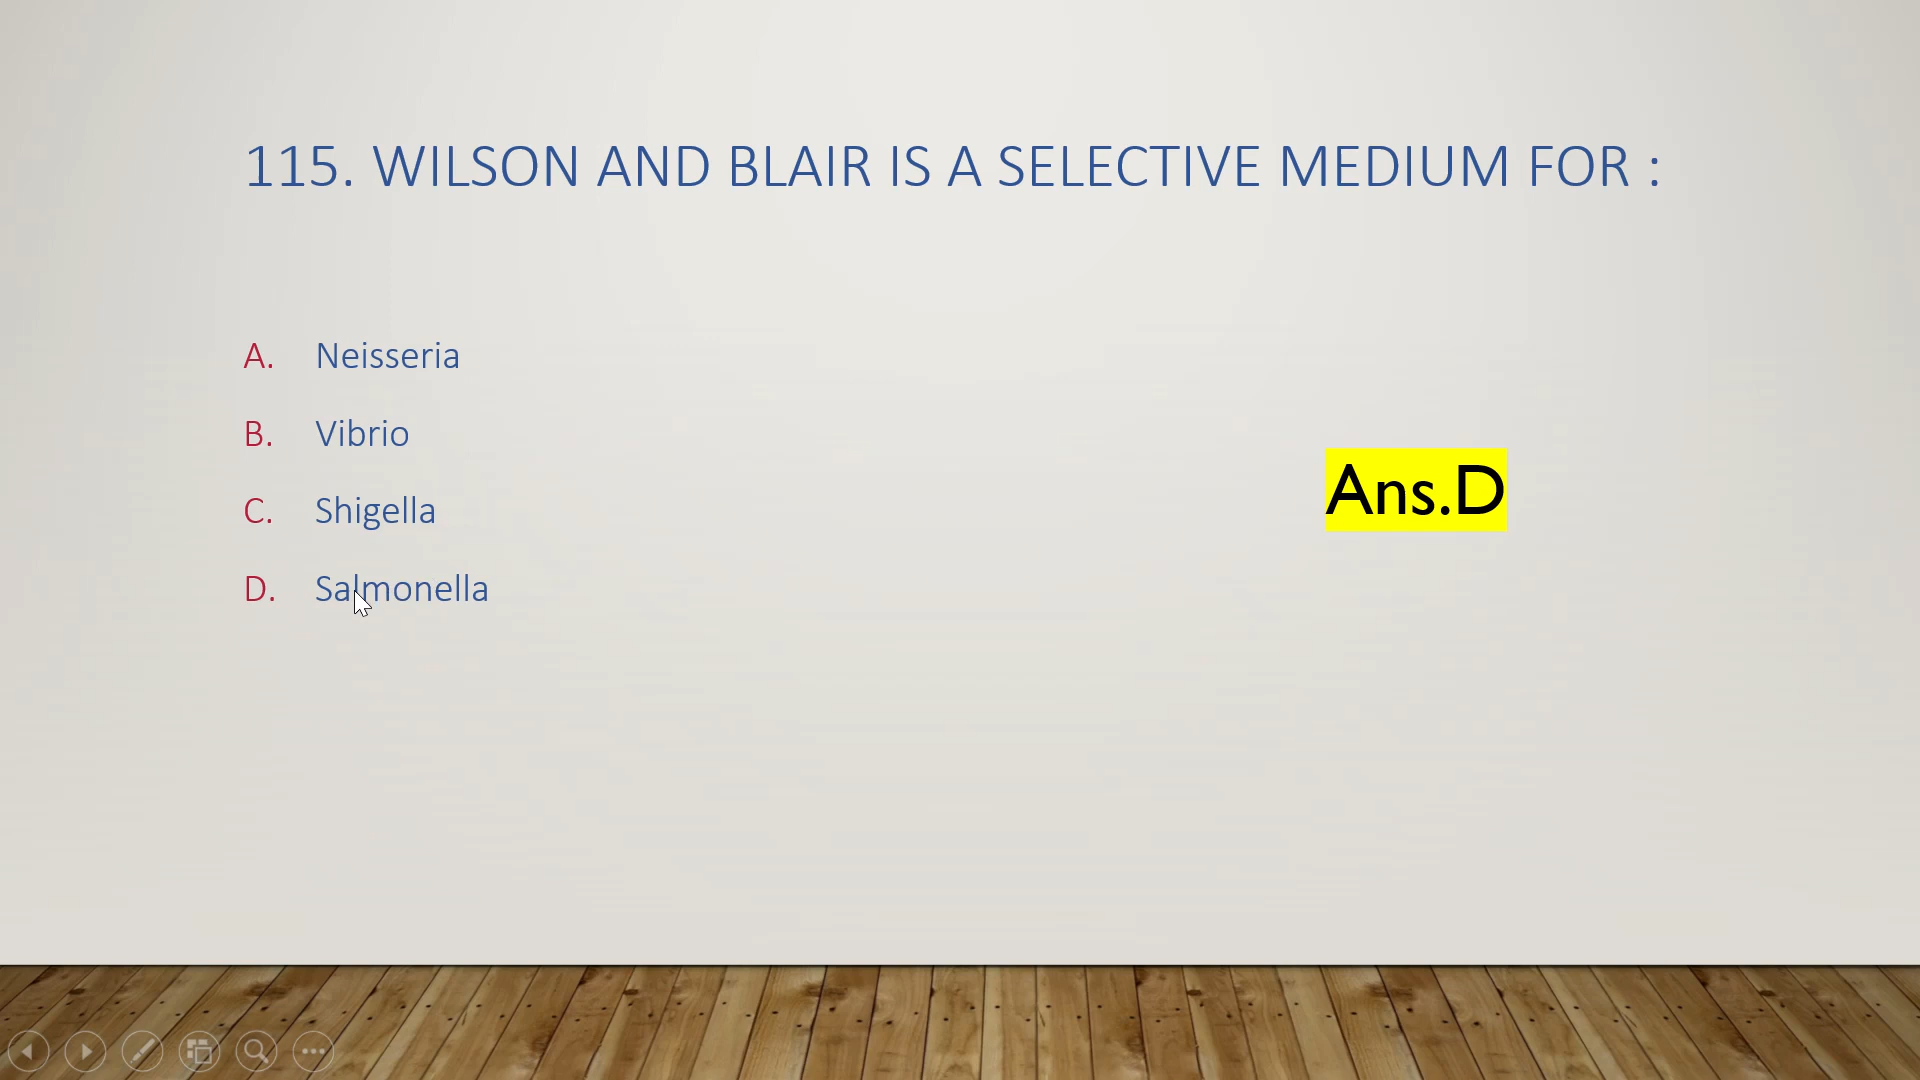 115. WILSON AND BLAIR IS A SELECTIVE MEDIUM FOR :
A. Neisseria
B. Vibrio
C. Shigella
D. Salmonella
Ans.D